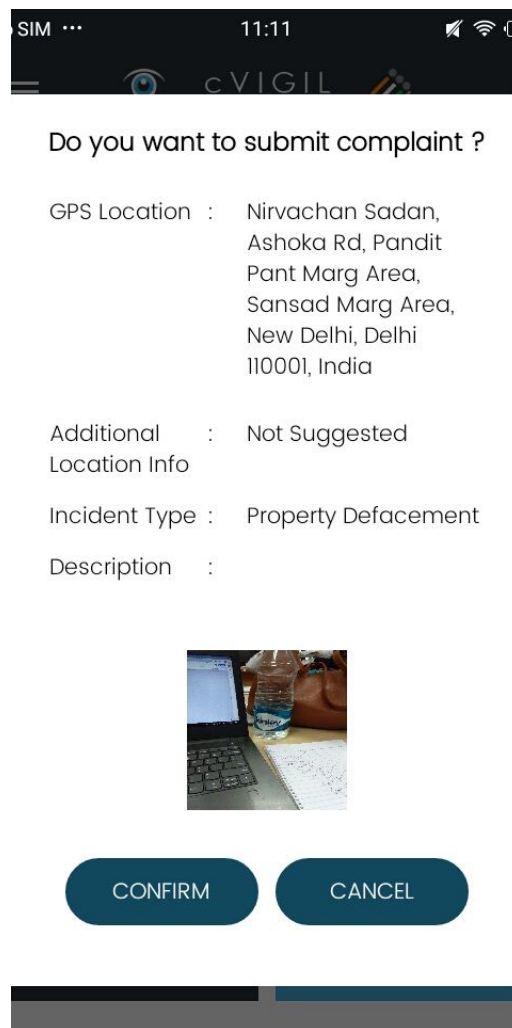 SIM ···
11:11
cVIGIL
Do you want to submit complaint ?
GPS Location : Nirvachan Sadan,
Ashoka Rd, Pandit
Pant Marg Area,
Sansad Marg Area,
New Delhi, Delhi
110001, India
Additional : Not Suggested
Location Info
Incident Type : Property Defacement
Description :
CONFIRM
CANCEL